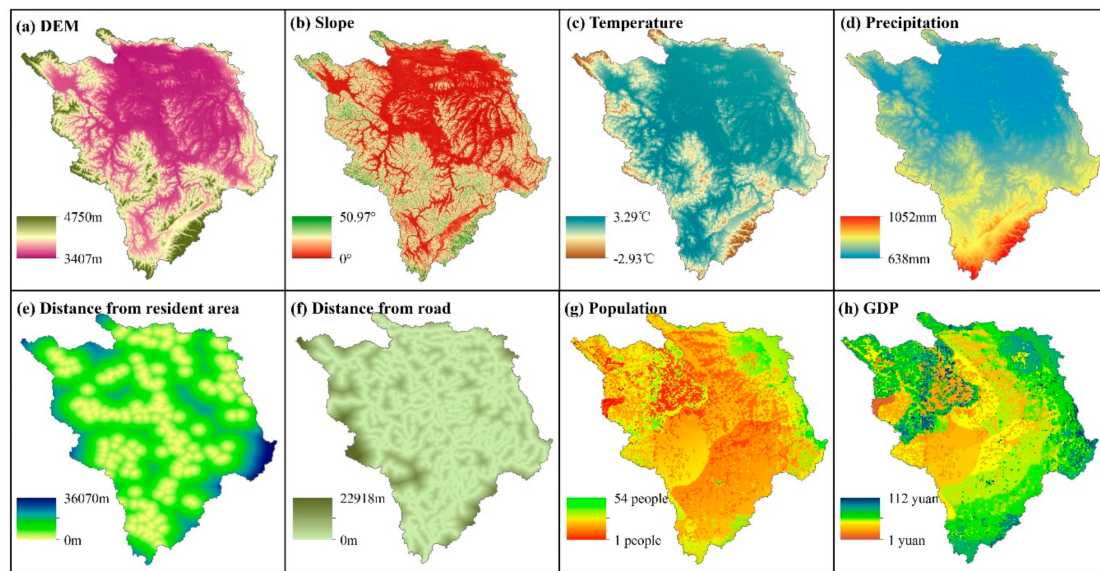 (a) DEM
4750m
3407m
(b) Slope
50.97°
0°
(c) Temperature
3.29℃
-2.93℃
(d) Precipitation
1052mm
638mm
(e) Distance from resident area
36070m
0m
(f) Distance from road
22918m
0m
(g) Population
54 people
1 people
(h) GDP
112 yuan
1 yuan